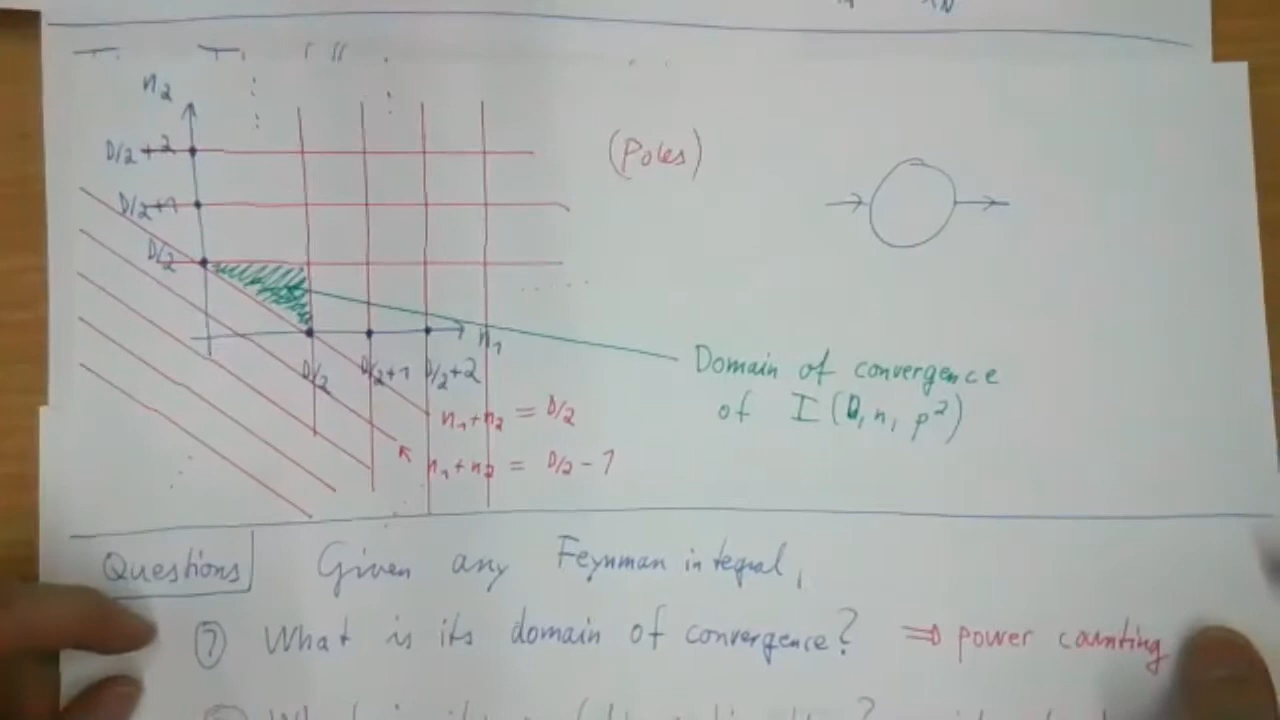 n₂
D/2+2
(Poles)
D/2+1
D/2
n₁
D/2 D/2+1 D/2+2
Domain of convergence
of I(D, n, p²)
n₁+n₂ = D/2
n₁+n₂ = D/2-1
Questions Given any Feynman integral,
① What is its domain of convergence? ⇒ power counting